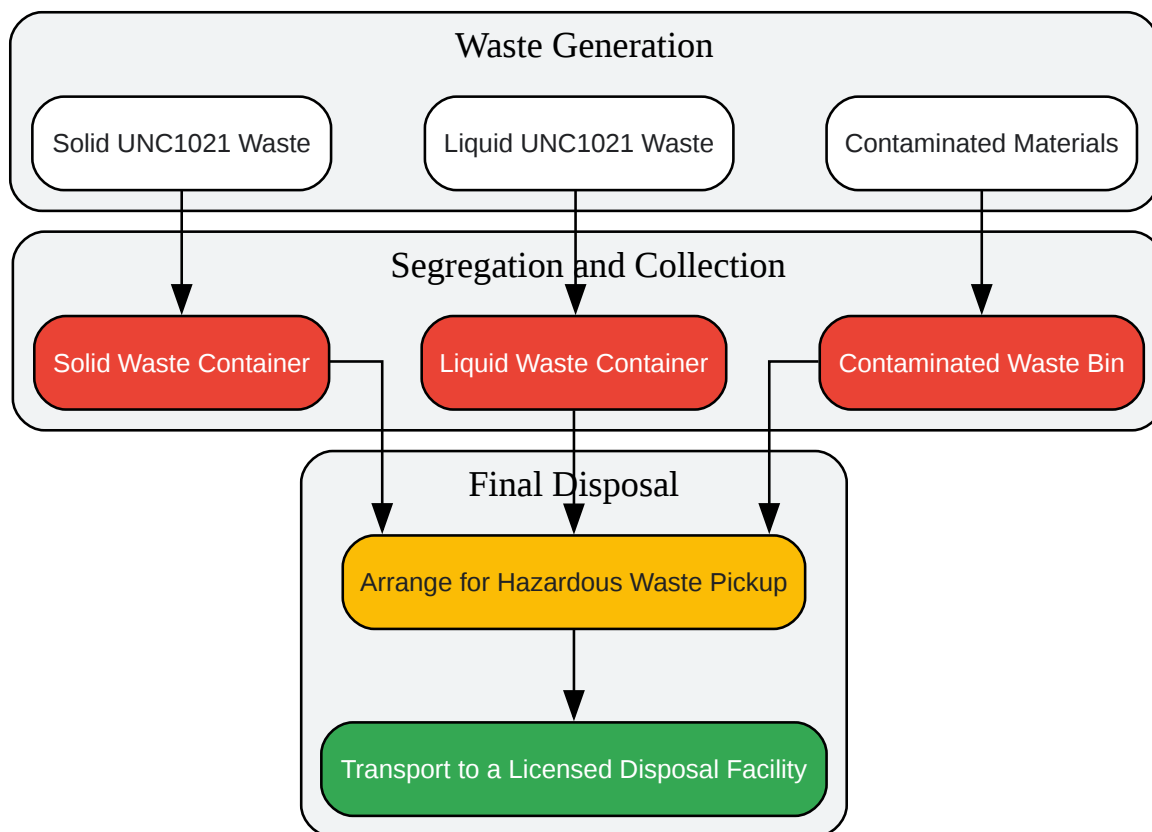 Waste Generation
Solid UNC1021 Waste
Liquid UNC1021 Waste
Contaminated Materials
Segregation and Collection
Solid Waste Container
Liquid Waste Container
Contaminated Waste Bin
Final Disposal
Arrange for Hazardous Waste Pickup
Transport to a Licensed Disposal Facility